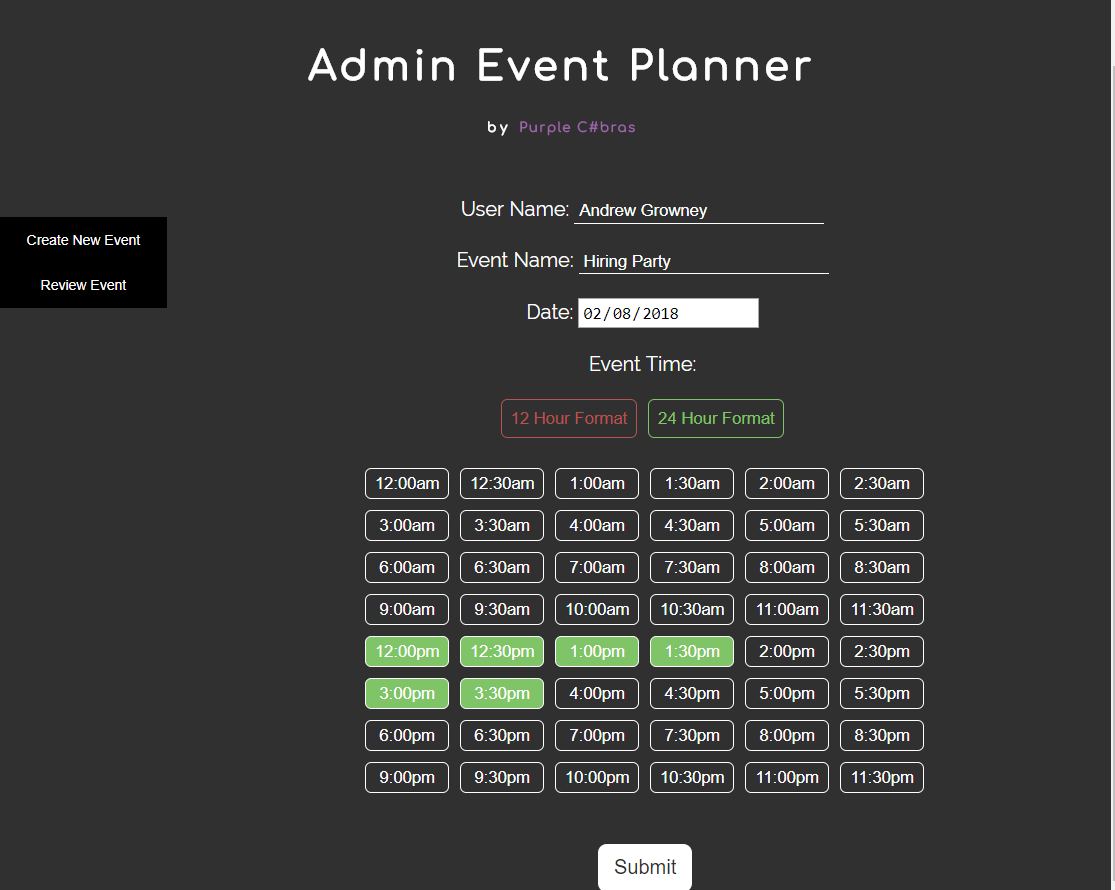 Admin Event Planner
by Purple C#bras
User Name: Andrew Growney
Create New Event
Event Name: Hiring Party
Review Event
Date: 02/08/2018
Event Time:
12 Hour Format 24 Hour Format
12:00am 12:30am 1:00am 1:30am 2:00am 2:30am
3:00am 3:30am 4:00am 4:30am 5:00am 5:30am
6:00am 6:30am 7:00am 7:30am 8:00am 8:30am
9:00am 9:30am 10:00am 10:30am 11:00am 11:30am
12:00pm 12:30pm 1:00pm 1:30pm 2:00pm 2:30pm
3:00pm 3:30pm 4:00pm 4:30pm 5:00pm 5:30pm
6:00pm 6:30pm 7:00pm 7:30pm 8:00pm 8:30pm
9:00pm 9:30pm 10:00pm 10:30pm 11:00pm 11:30pm
Submit